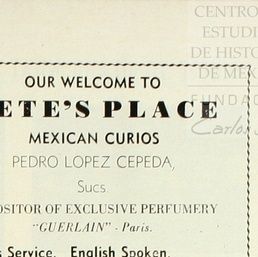 CENTRO
ESTUDI
DE HISTO
DE MEX
FUNDAC
Carlos
OUR WELCOME TO
ETE'S PLACE
MEXICAN CURIOS
PEDRO LOPEZ CEPEDA,
Sucs.
OSITOR OF EXCLUSIVE PERFUMERY
"GUERLAIN" - Paris.
s Service. English Spoken.